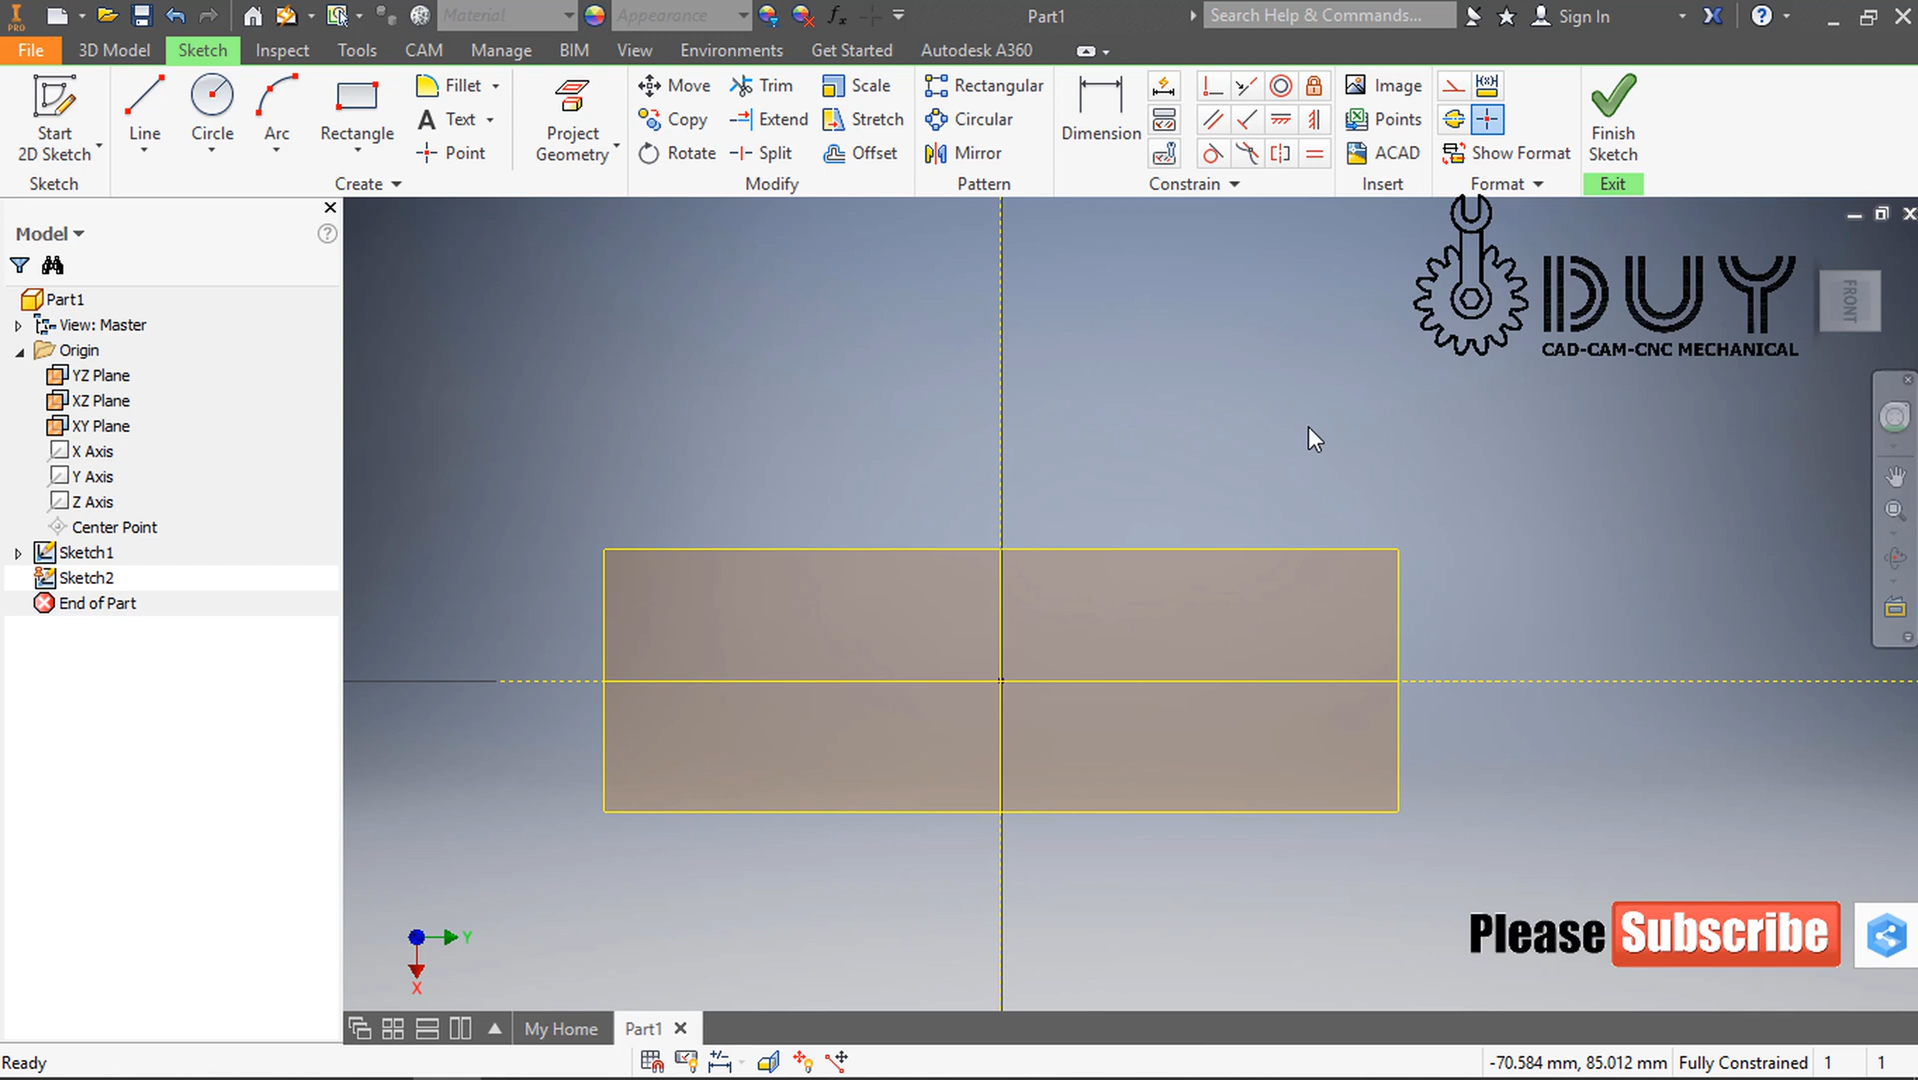 PRO
Material
Appearance
fx
Part1
Search Help & Commands...
Sign In
File
3D Model
Sketch
Inspect
Tools
CAM
Manage
BIM
View
Environments
Get Started
Autodesk A360
Start
2D Sketch
Line
Circle
Arc
Rectangle
Fillet
Text
Point
Project
Geometry
Move
Copy
Rotate
Trim
Extend
Split
Scale
Stretch
Offset
Rectangular
Circular
Mirror
Dimension
Image
Points
ACAD
Show Format
Finish
Sketch
Sketch
Create
Modify
Pattern
Constrain
Insert
Format
Exit
Model
Part1
View: Master
Origin
YZ Plane
XZ Plane
XY Plane
X Axis
Y Axis
Z Axis
Center Point
Sketch1
Sketch2
End of Part
DUY
CAD-CAM-CNC MECHANICAL
FRONT
Y
X
Please Subscribe
My Home
Part1
Ready
-70.584 mm, 85.012 mm
Fully Constrained
1
1